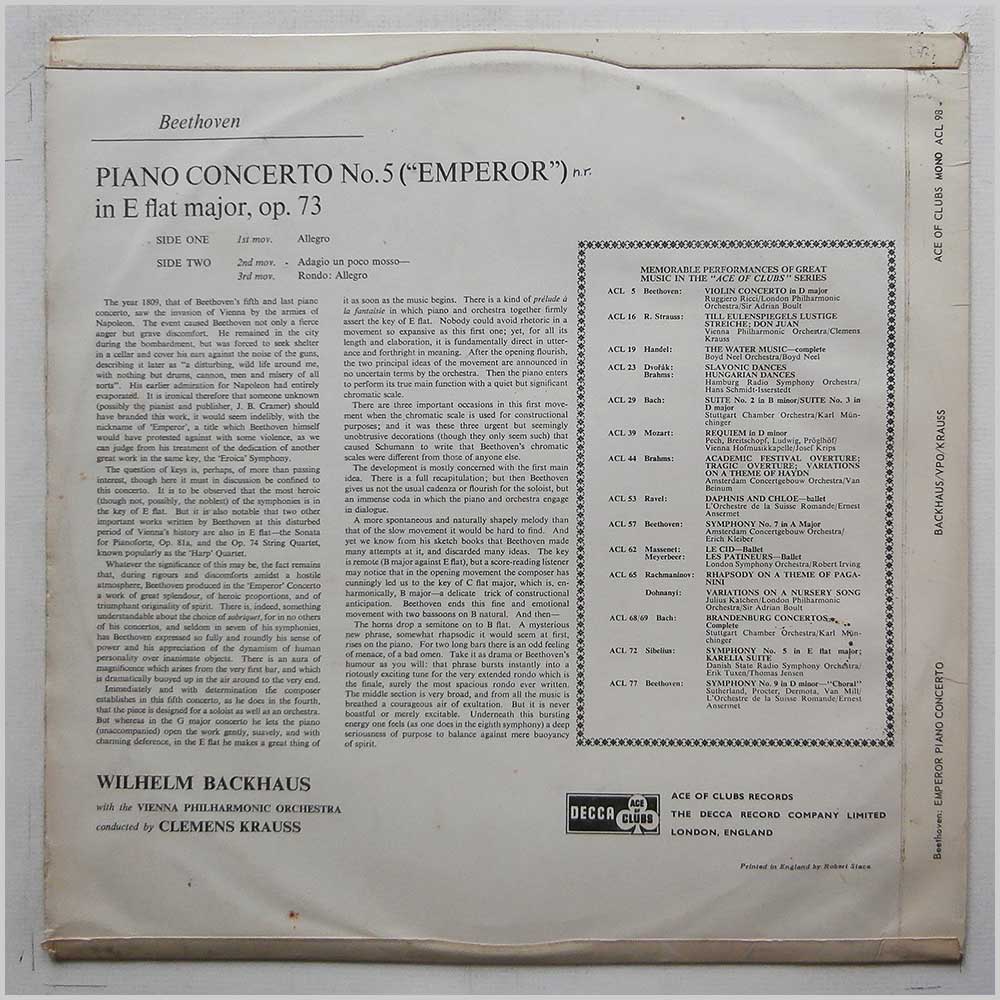 Beethoven
PIANO CONCERTO No. 5 (“EMPEROR”) n.r.
in E flat major, op. 73
SIDE ONE 1st mov. Allegro
SIDE TWO 2nd mov. - Adagio un poco mosso—
3rd mov. Rondo: Allegro
The year 1809, that of Beethoven's fifth and last piano
concerto, saw the invasion of Vienna by the armies of
Napoleon. The event caused Beethoven not only a fierce
anger but grave discomfort. He remained in the city
during the bombardment, but was forced to seek shelter
in a cellar and cover his ears against the noise of the guns,
describing it later as “a disturbing, wild life around me,
with nothing but drums, cannon, men and misery of all
sorts”. His earlier admiration for Napoleon had entirely
evaporated. It is ironical therefore that someone unknown
(possibly the pianist and publisher, J. B. Cramer) should
have branded this work, it would seem indelibly, with the
nickname of ‘Emperor’, a title which Beethoven himself
would have protested against with some violence, as we
can judge from his treatment of the dedication of another
great work in the same key, the ‘Eroica’ Symphony.
The question of keys is, perhaps, of more than passing
interest, though here it must in discussion be confined to
this concerto. It is to be observed that the most heroic
(though not, possibly, the noblest) of the symphonies is in
the key of E flat. But it is also notable that two other
important works written by Beethoven at this disturbed
period of Vienna's history are also in E flat—the Sonata
for Pianoforte, Op. 81a, and the Op. 74 String Quartet,
known popularly as the ‘Harp’ Quartet.
Whatever the significance of this may be, the fact remains
that, during rigours and discomforts amidst a hostile
atmosphere, Beethoven produced in the ‘Emperor’ Concerto
a work of great splendour, of heroic proportions, and of
triumphant originality of spirit. There is, indeed, something
understandable about the choice of sobriquet, for in no others
of his concertos, and seldom in seven of his symphonies,
has Beethoven expressed so fully and roundly his sense of
power and his appreciation of the dynamism of human
personality over inanimate objects. There is an aura of
magnificence which arises from the very first bar, and which
is dramatically buoyed up in the air around to the very end.
Immediately and with determination the composer
establishes in this fifth concerto, as he does in the fourth,
that the piece is designed for a soloist as well as an orchestra.
But whereas in the G major concerto he lets the piano
(unaccompanied) open the work gently, suavely, and with
charming deference, in the E flat he makes a great thing of
it as soon as the music begins. There is a kind of prélude à
la fantaisie in which piano and orchestra together firmly
assert the key of E flat. Nobody could avoid rhetoric in a
movement so expansive as this first one; yet, for all its
length and elaboration, it is fundamentally direct in utter-
ance and forthright in meaning. After the opening flourish,
the two principal ideas of the movement are announced in
no uncertain terms by the orchestra. Then the piano enters
to perform its true main function with a quiet but significant
chromatic scale.
There are three important occasions in this first move-
ment when the chromatic scale is used for constructional
purposes; and it was these three urgent but seemingly
unobtrusive decorations (though they only seem such) that
caused Schumann to write that Beethoven's chromatic
scales were different from those of anyone else.
The development is mostly concerned with the first main
idea. There is a full recapitulation; but then Beethoven
gives us not the usual cadenza or flourish for the soloist, but
an immense coda in which the piano and orchestra engage
in dialogue.
A more spontaneous and naturally shapely melody than
that of the slow movement it would be hard to find. And
yet we know from his sketch books that Beethoven made
many attempts at it, and discarded many ideas. The key
is remote (B major against E flat), but a score-reading listener
may notice that in the opening movement the composer has
cunningly led us to the key of C flat major, which is, en-
harmonically, B major—a delicate trick of constructional
anticipation. Beethoven ends this fine and emotional
movement with two bassoons on B natural. And then—
The horns drop a semitone on to B flat. A mysterious
new phrase, somewhat rhapsodic it would seem at first,
rises on the piano. For two long bars there is an odd feeling
of menace, of a bad omen. Take it as drama or Beethoven's
humour as you will: that phrase bursts instantly into a
riotously exciting tune for the very extended rondo which is
the finale, surely the most spacious rondo ever written.
The middle section is very broad, and from all the music is
breathed a courageous air of exultation. But it is never
boastful or merely excitable. Underneath this bursting
energy one feels (as one does in the eighth symphony) a deep
seriousness of purpose to balance against mere buoyancy
of spirit.
MEMORABLE PERFORMANCES OF GREAT
MUSIC IN THE “ACE OF CLUBS” SERIES
ACL 5 Beethoven: VIOLIN CONCERTO in D major
Ruggiero Ricci/London Philharmonic
Orchestra/Sir Adrian Boult
ACL 16 R. Strauss: TILL EULENSPIEGELS LUSTIGE
STREICHE; DON JUAN
Vienna Philharmonic Orchestra/Clemens
Krauss
ACL 19 Handel: THE WATER MUSIC—complete
Boyd Neel Orchestra/Boyd Neel
ACL 23 Dvořák: SLAVONIC DANCES
Brahms: HUNGARIAN DANCES
Hamburg Radio Symphony Orchestra/
Hans Schmidt-Isserstedt
ACL 29 Bach: SUITE No. 2 in B minor/SUITE No. 3 in
D major
Stuttgart Chamber Orchestra/Karl Mün-
chinger
ACL 39 Mozart: REQUIEM in D minor
Pech, Breitschopf, Ludwig, Pröglhöf/
Vienna Hofmusikkapelle/Josef Krips
ACL 44 Brahms: ACADEMIC FESTIVAL OVERTURE;
TRAGIC OVERTURE; VARIATIONS
ON A THEME OF HAYDN
Amsterdam Concertgebouw Orchestra/Van
Beinum
ACL 53 Ravel: DAPHNIS AND CHLOE—ballet
L'Orchestre de la Suisse Romande/Ernest
Ansermet
ACL 57 Beethoven: SYMPHONY No. 7 in A Major
Amsterdam Concertgebouw Orchestra/
Erich Kleiber
ACL 62 Massenet: LE CID—Ballet
Meyerbeer: LES PATINEURS—Ballet
London Symphony Orchestra/Robert Irving
ACL 65 Rachmaninov: RHAPSODY ON A THEME OF PAGA-
NINI
Dohnanyi: VARIATIONS ON A NURSERY SONG
Julius Katchen/London Philharmonic
Orchestra/Sir Adrian Boult
ACL 68/69 Bach: BRANDENBURG CONCERTOS—
Complete
Stuttgart Chamber Orchestra/Karl Mün-
chinger
ACL 72 Sibelius: SYMPHONY No. 5 in E flat major;
KARELIA SUITE
Danish State Radio Symphony Orchestra/
Erik Tuxen/Thomas Jensen
ACL 77 Beethoven: SYMPHONY No. 9 in D minor—“Choral”
Sutherland, Procter, Dermota, Van Mill/
L'Orchestre de la Suisse Romande/Ernest
Ansermet
WILHELM BACKHAUS
with the VIENNA PHILHARMONIC ORCHESTRA
conducted by CLEMENS KRAUSS
DECCA ACE OF CLUBS
ACE OF CLUBS RECORDS
THE DECCA RECORD COMPANY LIMITED
LONDON, ENGLAND
Printed in England by Robert Stace
Beethoven: EMPEROR PIANO CONCERTO BACKHAUS/VPO/KRAUSS ACE OF CLUBS MONO ACL 98